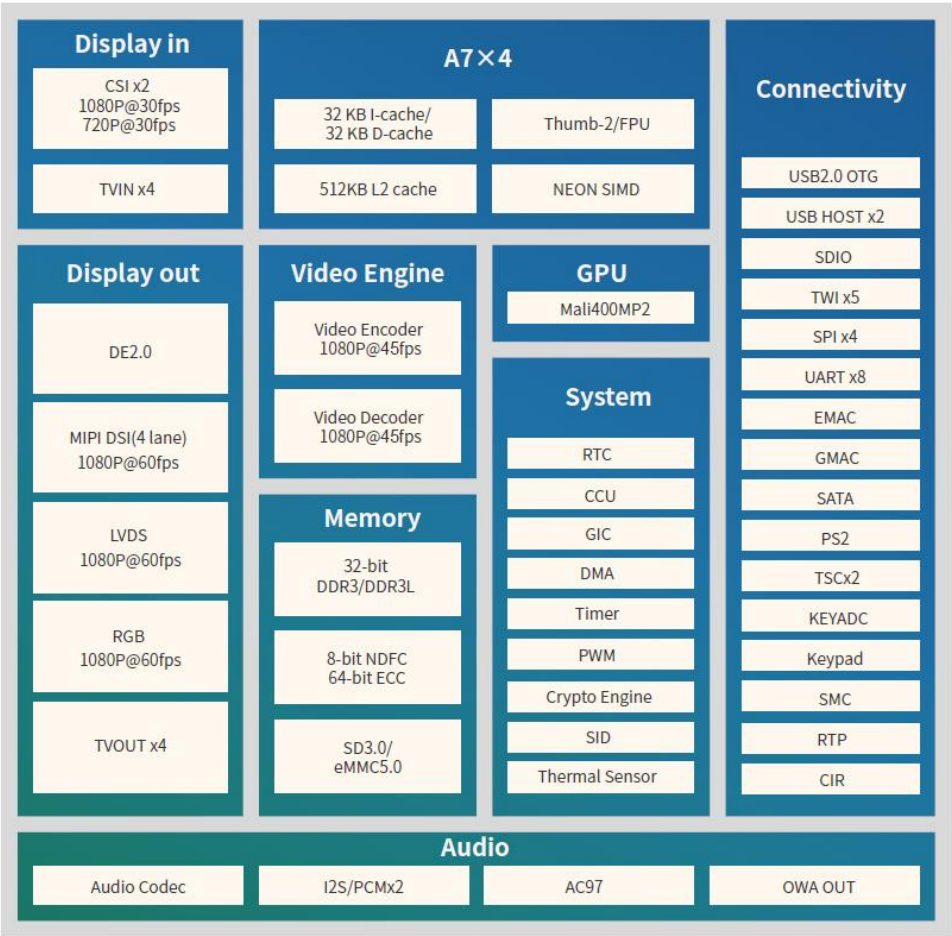 Display in
CSI x2
1080P@30fps
720P@30fps
TVIN x4
A7×4
32 KB I-cache/
32 KB D-cache
Thumb-2/FPU
512KB L2 cache
NEON SIMD
Connectivity
USB2.0 OTG
USB HOST x2
SDIO
TWI x5
SPI x4
UART x8
EMAC
GMAC
SATA
PS2
TSCx2
KEYADC
Keypad
SMC
RTP
CIR
Display out
DE2.0
MIPI DSI(4 lane)
1080P@60fps
LVDS
1080P@60fps
RGB
1080P@60fps
TVOUT x4
Video Engine
Video Encoder
1080P@45fps
Video Decoder
1080P@45fps
GPU
Mali400MP2
Memory
32-bit
DDR3/DDR3L
8-bit NDFC
64-bit ECC
SD3.0/
eMMC5.0
System
RTC
CCU
GIC
DMA
Timer
PWM
Crypto Engine
SID
Thermal Sensor
Audio
Audio Codec
I2S/PCMx2
AC97
OWA OUT